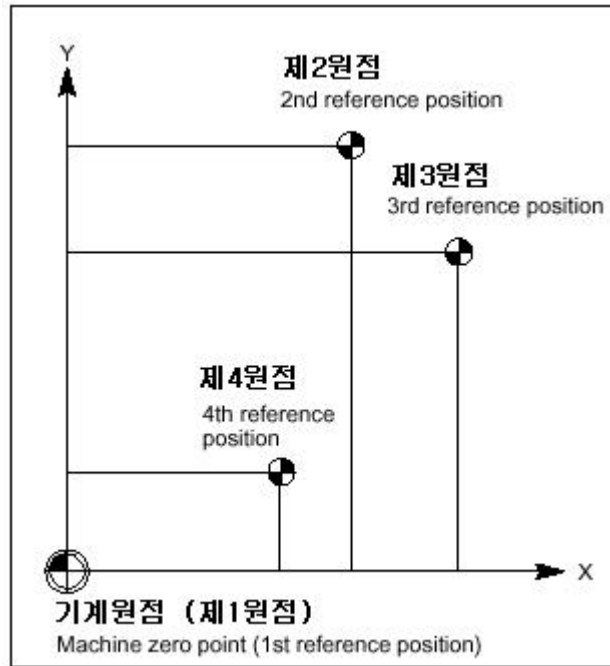 Y
제2원점
2nd reference position
제3원점
3rd reference position
제4원점
4th reference
position
X
기계원점 (제1원점)
Machine zero point (1st reference position)